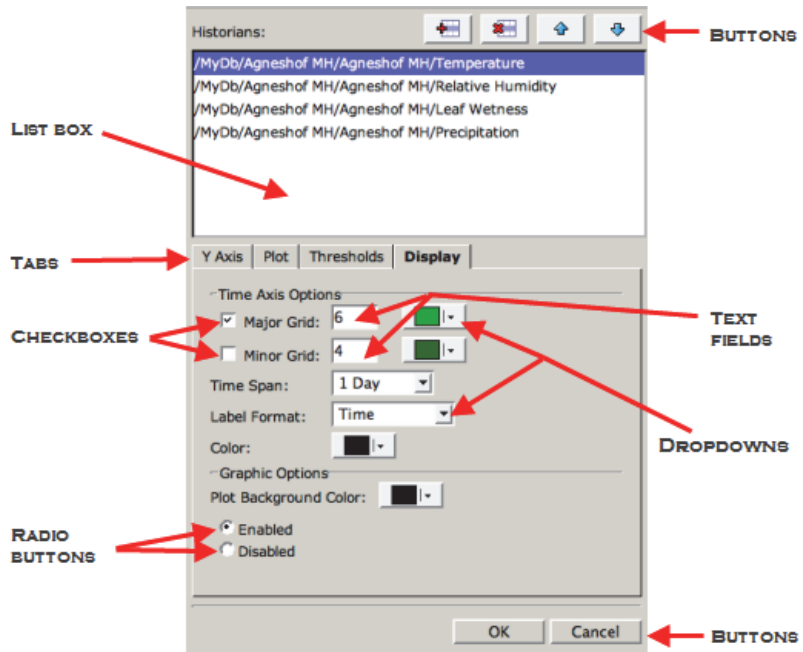 Historians:
BUTTONS
/MyDb/Agneshof MH/Agneshof MH/Temperature
/MyDb/Agneshof MH/Agneshof MH/Relative Humidity
/MyDb/Agneshof MH/Agneshof MH/Leaf Wetness
/MyDb/Agneshof MH/Agneshof MH/Precipitation
LIST BOX
TABS
Y Axis Plot Thresholds Display
Time Axis Options
CHECKBOXES
Major Grid: 6
Minor Grid: 4
TEXT
FIELDS
Time Span: 1 Day
Label Format: Time
Color:
DROPDOWNS
Graphic Options
Plot Background Color:
RADIO
BUTTONS
Enabled
Disabled
OK Cancel
BUTTONS